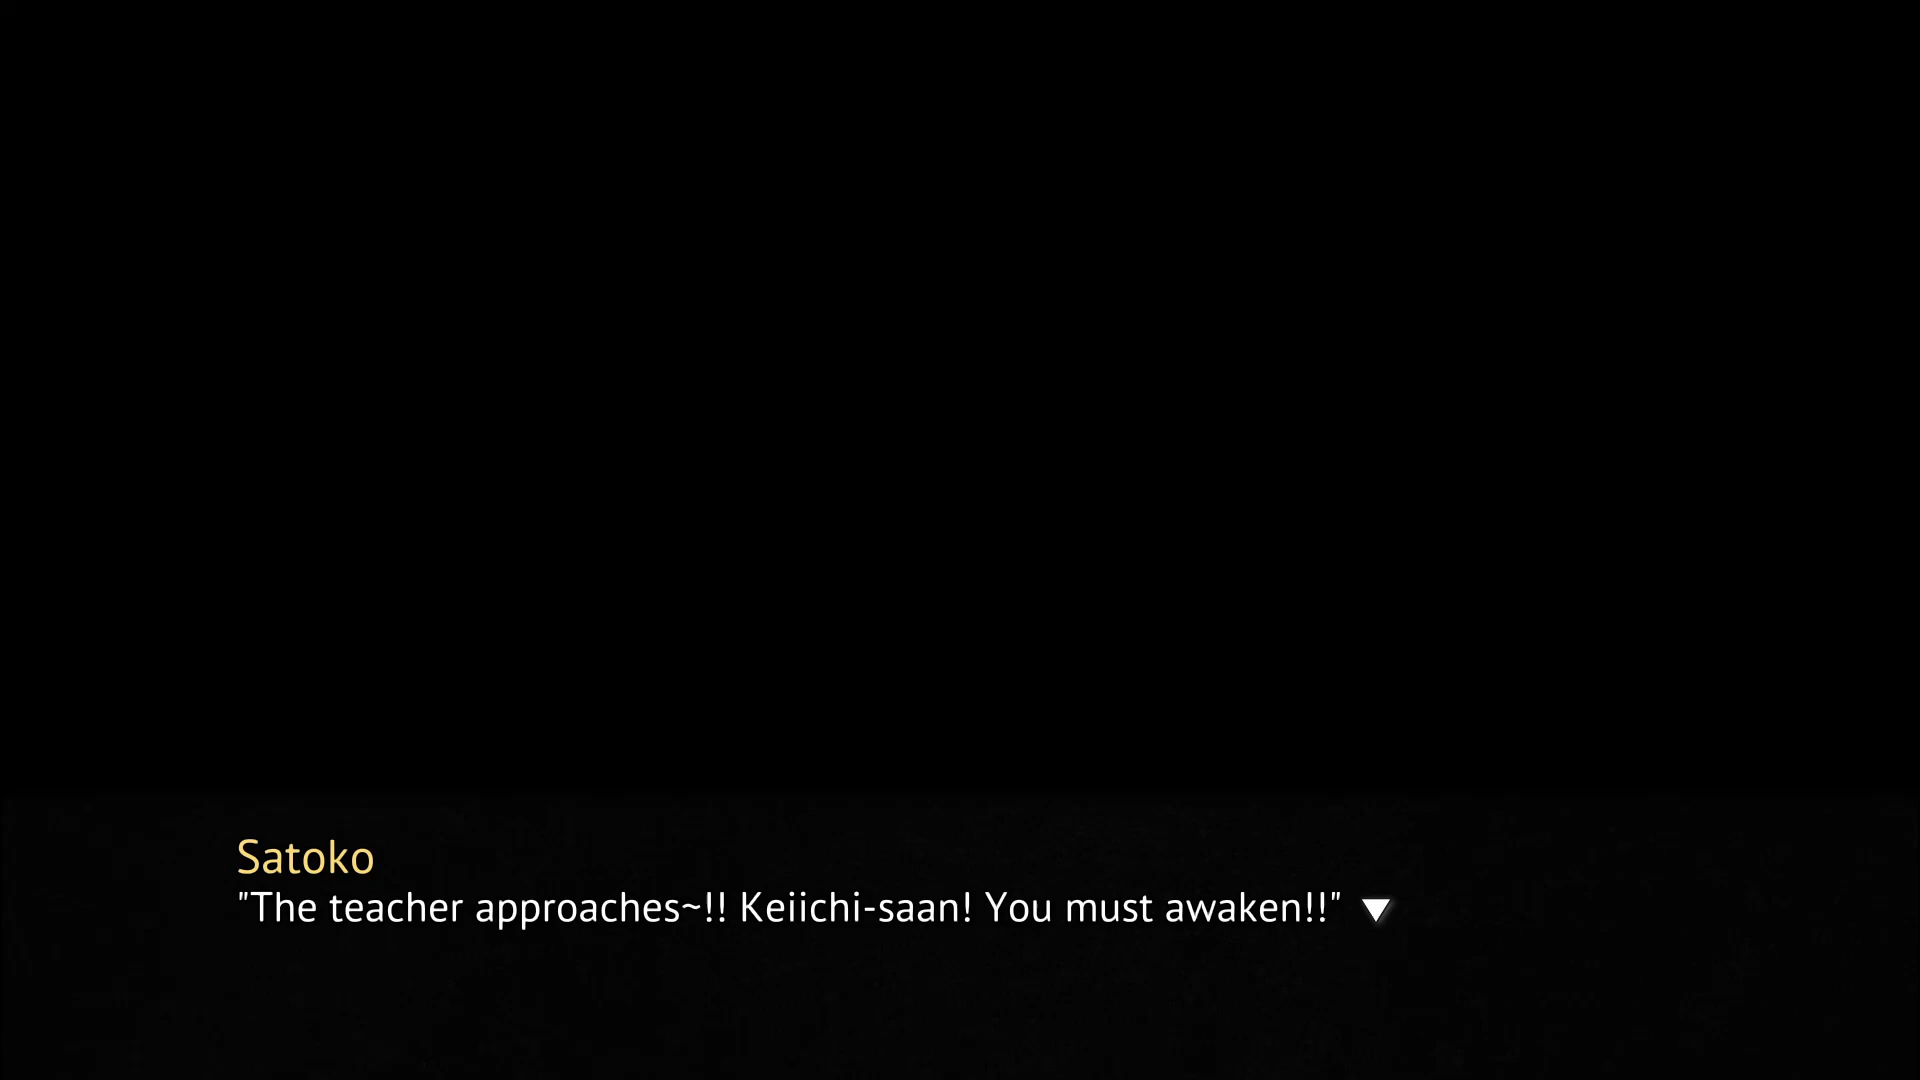 Satoko
"The teacher approaches~!! Keiichi-saan! You must awaken!!" ▼